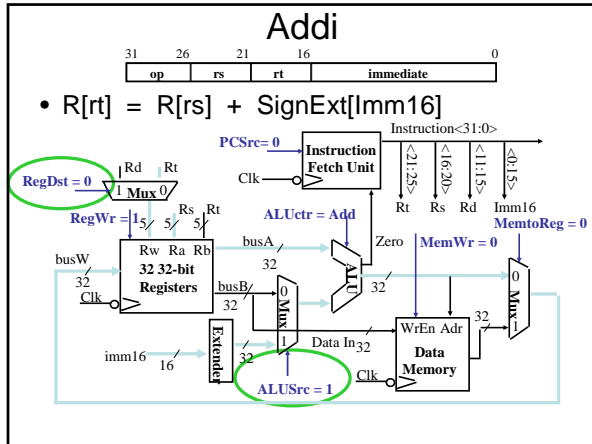 Addi
31 26 21 16 0
op rs rt immediate
• R[rt] = R[rs] + SignExt[Imm16]
Instruction<31:0>
PCSrc= 0
Instruction
Fetch Unit
Clk
<21:25>
<16:20>
<11:15>
<0:15>
Rt Rs Rd Imm16
Rd Rt
RegDst = 0
1 Mux 0
RegWr = 1
5 5 5
Rs Rt
ALUctr = Add
Zero
MemWr = 0
MemtoReg = 0
busW
32
Rw Ra Rb
32 32-bit
Registers
Clk
busA
32
busB
32
0
Mux
1
ALU
32
0
Mux
1
32
WrEn Adr
Data
Memory
Clk
Data In 32
imm16
16
Extender
32
ALUSrc = 1